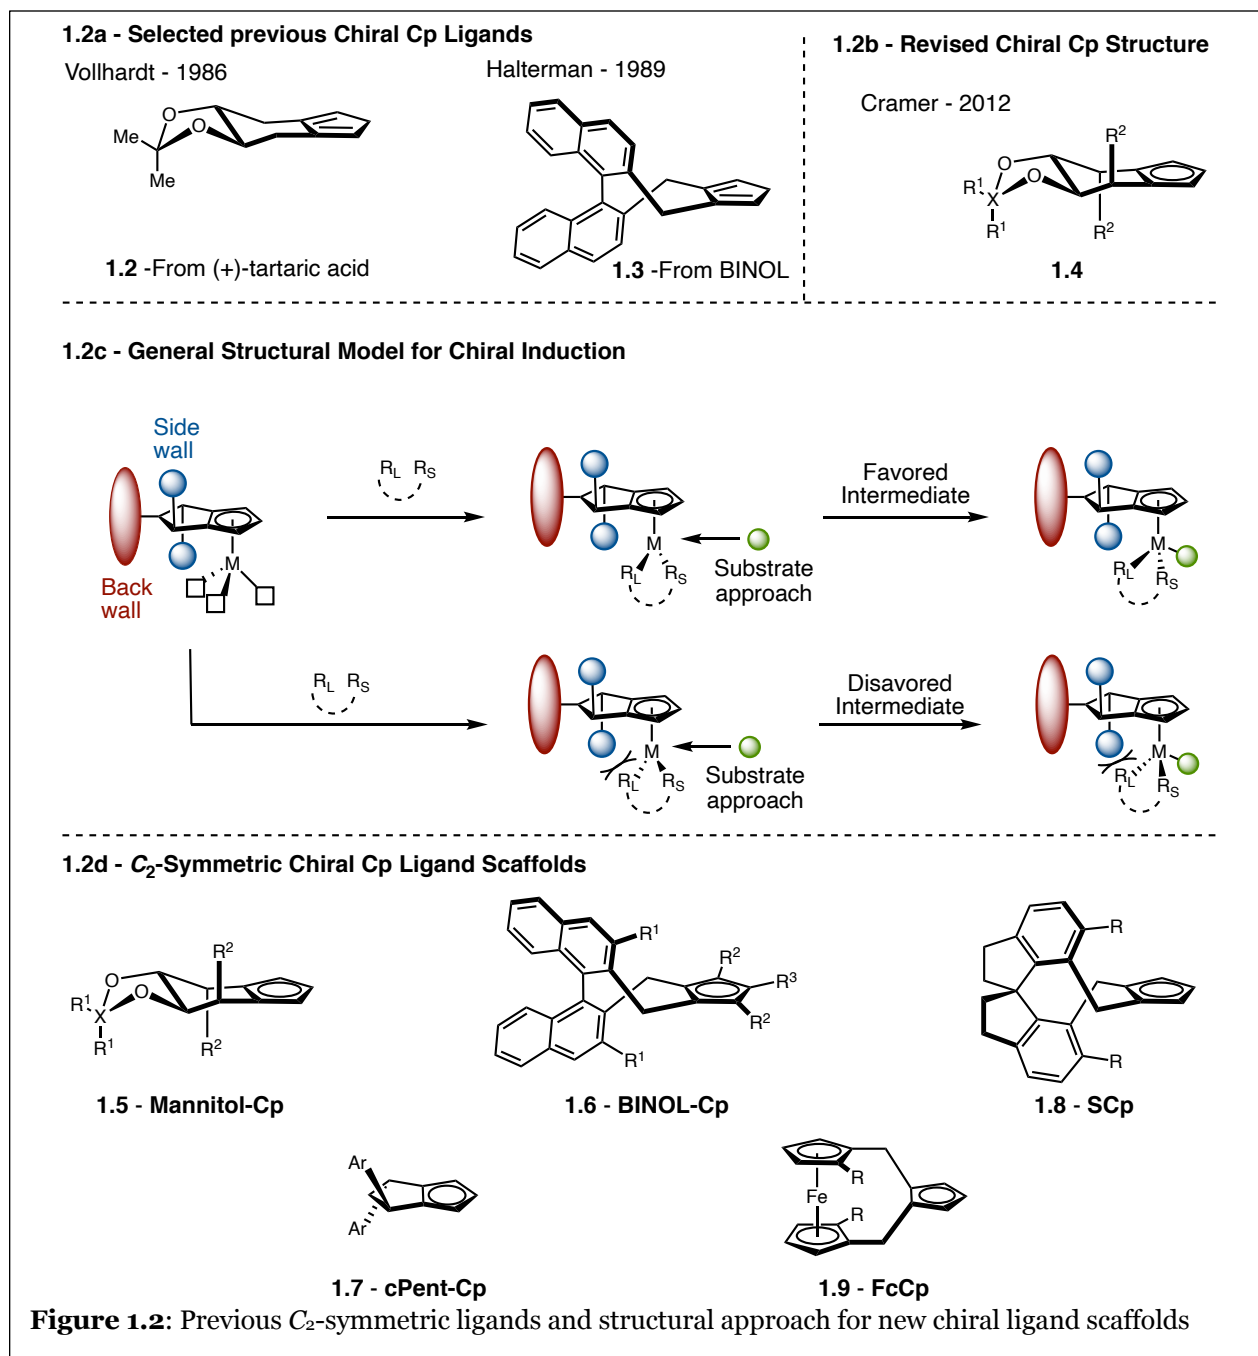 1.2a - Selected previous Chiral Cp Ligands
Vollhardt - 1986
Halterman - 1989
O
O
Me
Me
1.2 -From (+)-tartaric acid
1.3 -From BINOL
1.2b - Revised Chiral Cp Structure
Cramer - 2012
R2
O
O
R1
X
R1
R2
1.4
1.2c - General Structural Model for Chiral Induction
Side
wall
Back
wall
M
RL RS
M
RL RS
Substrate
approach
Favored
Intermediate
M
RL RS
RL RS
M
RL RS
Substrate
approach
Disavored
Intermediate
M
RL RS
1.2d - C2-Symmetric Chiral Cp Ligand Scaffolds
R2
O
O
R1
X
R1
R2
1.5 - Mannitol-Cp
R1
R2
R3
R2
R1
1.6 - BINOL-Cp
R
R
1.8 - SCp
Ar
Ar
1.7 - cPent-Cp
R
Fe
R
1.9 - FcCp
Figure 1.2: Previous C2-symmetric ligands and structural approach for new chiral ligand scaffolds